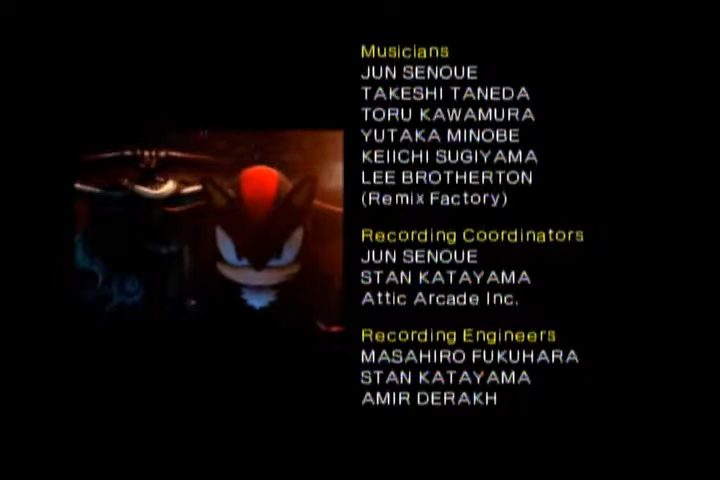 Musicians
JUN SENOUE
TAKESHI TANEDA
TORU KAWAMURA
YUTAKA MINOBE
KEIICHI SUGIYAMA
LEE BROTHERTON
(Remix Factory)
Recording Coordinators
JUN SENOUE
STAN KATAYAMA
Attic Arcade Inc.
Recording Engineers
MASAHIRO FUKUHARA
STAN KATAYAMA
AMIR DERAKH